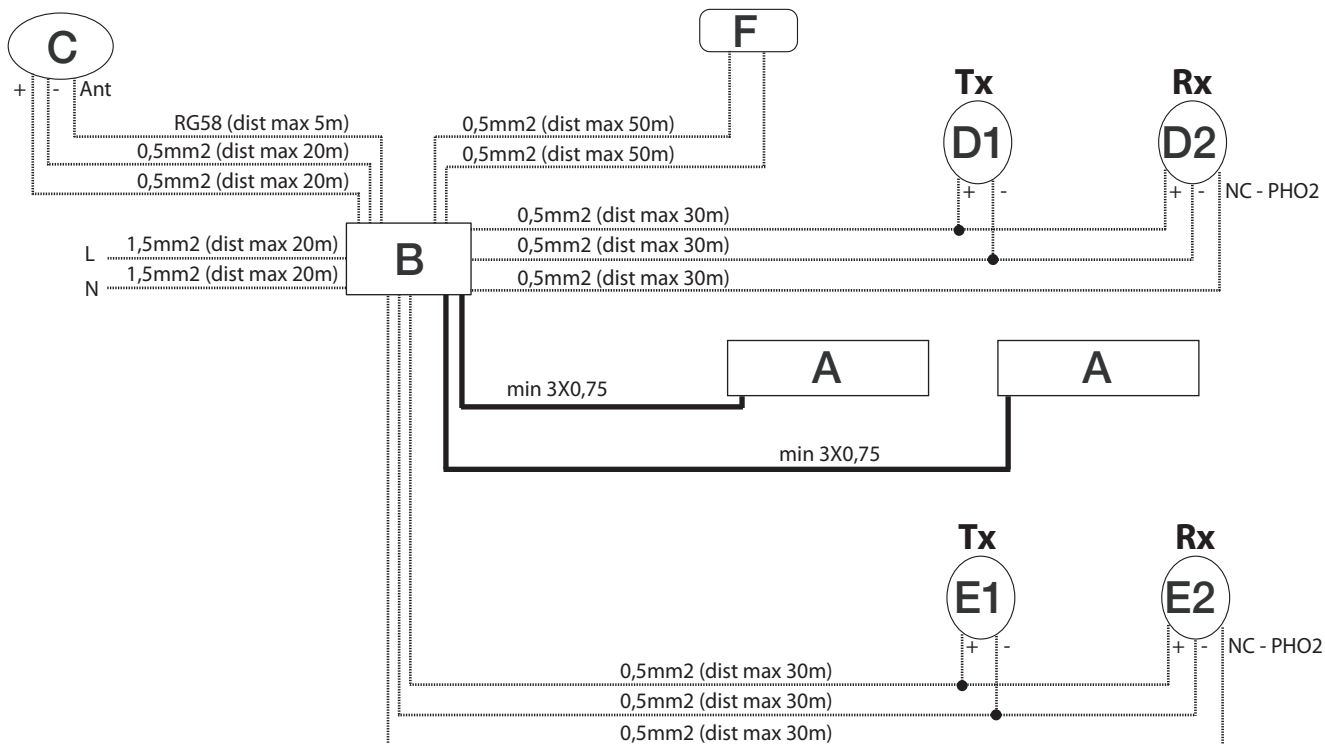 C
F
+
-
Ant
Tx
Rx
RG58 (dist max 5m)
0,5mm2 (dist max 50m)
D1
D2
0,5mm2 (dist max 20m)
0,5mm2 (dist max 50m)
0,5mm2 (dist max 20m)
+
-
+
-
NC - PHO2
0,5mm2 (dist max 30m)
L
1,5mm2 (dist max 20m)
B
0,5mm2 (dist max 30m)
N
1,5mm2 (dist max 20m)
0,5mm2 (dist max 30m)
A
A
min 3X0,75
min 3X0,75
Tx
Rx
E1
E2
+
-
+
-
NC - PHO2
0,5mm2 (dist max 30m)
0,5mm2 (dist max 30m)
0,5mm2 (dist max 30m)